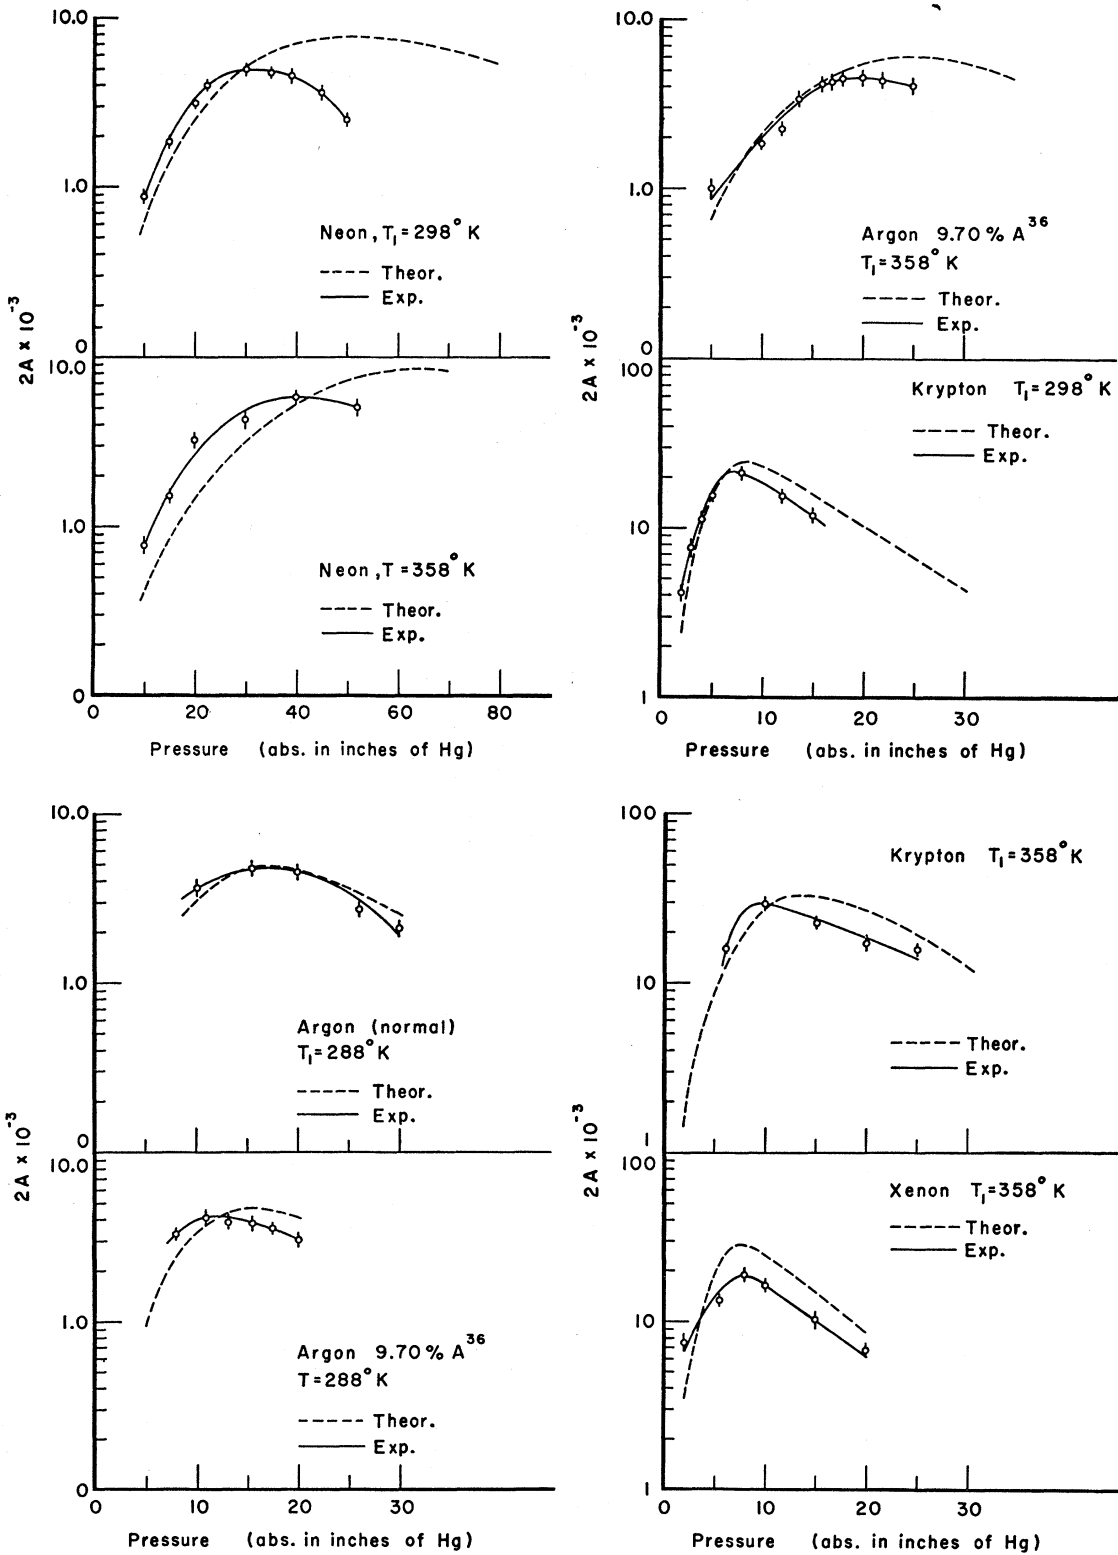 10.0
1.0
0
Neon, T₁=298°K
Theor.
Exp.
2A x 10⁻³
10.0
1.0
0
Neon, T=358°K
Theor.
Exp.
0 20 40 60 80
Pressure (abs. in inches of Hg)
10.0
1.0
0
Argon 9.70% A³⁶
T₁=358°K
Theor.
Exp.
2A x 10⁻³
100
10
1
Krypton T₁=298°K
Theor.
Exp.
0 10 20 30
Pressure (abs. in inches of Hg)
10.0
1.0
0
Argon (normal)
T₁=288°K
Theor.
Exp.
2A x 10⁻³
10.0
1.0
0
Argon 9.70% A³⁶
T=288°K
Theor.
Exp.
0 10 20 30
Pressure (abs. in inches of Hg)
100
10
1
Krypton T₁=358°K
Theor.
Exp.
2A x 10⁻³
100
10
1
Xenon T₁=358°K
Theor.
Exp.
0 10 20 30
Pressure (abs. in inches of Hg)